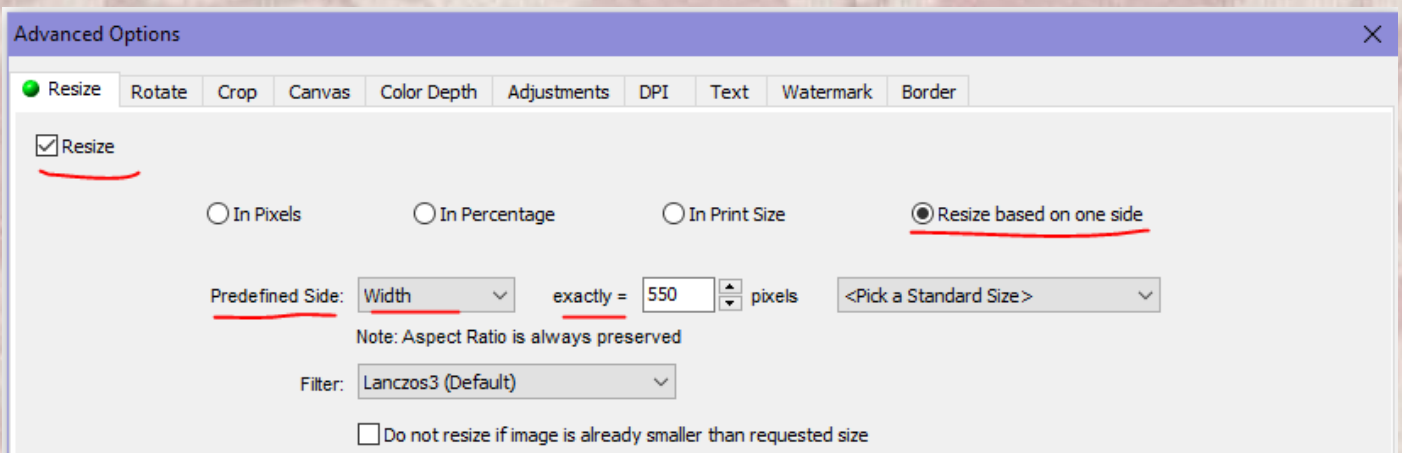 Advanced Options
Resize Rotate Crop Canvas Color Depth Adjustments DPI Text Watermark Border
Resize
In Pixels In Percentage In Print Size Resize based on one side
Predefined Side: Width exactly = 550 pixels <Pick a Standard Size>
Note: Aspect Ratio is always preserved
Filter: Lanczos3 (Default)
Do not resize if image is already smaller than requested size